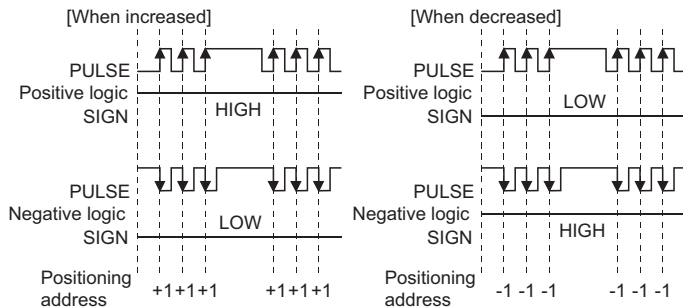 [When increased]
PULSE
Positive logic
HIGH
SIGN
PULSE
Negative logic
LOW
SIGN
Positioning
address
+1 +1 +1 +1 +1 +1
[When decreased]
PULSE
Positive logic
LOW
SIGN
PULSE
Negative logic
HIGH
SIGN
Positioning
address
-1 -1 -1 -1 -1 -1